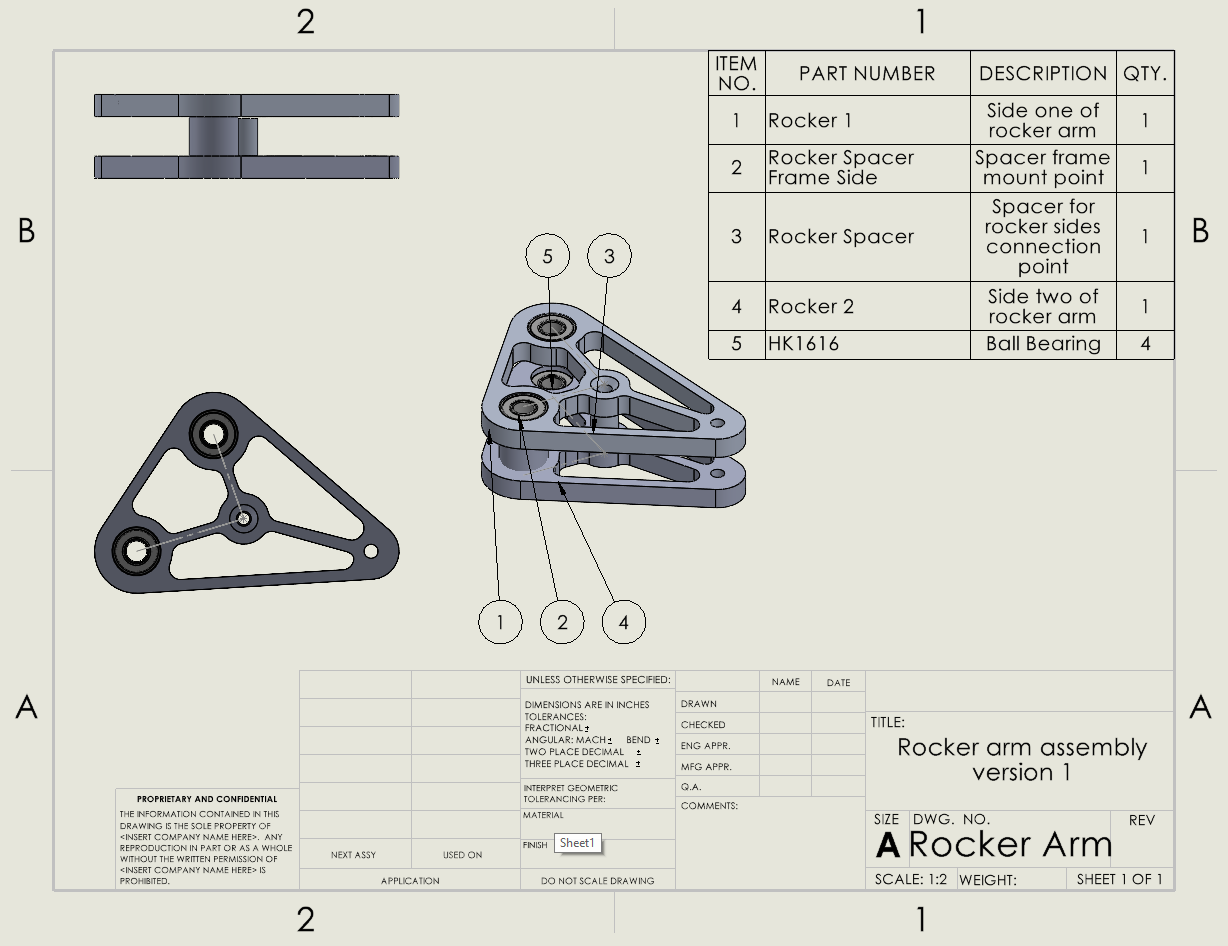 2
1
ITEM NO.
PART NUMBER
DESCRIPTION
QTY.
1
Rocker 1
Side one of
rocker arm
1
2
Rocker Spacer
Frame Side
Spacer frame
mount point
1
3
Rocker Spacer
Spacer for
rocker sides
connection
point
1
4
Rocker 2
Side two of
rocker arm
1
5
HK1616
Ball Bearing
4
B
B
5
3
1
2
4
A
A
PROPRIETARY AND CONFIDENTIAL
THE INFORMATION CONTAINED IN THIS
DRAWING IS THE SOLE PROPERTY OF
<INSERT COMPANY NAME HERE>. ANY
REPRODUCTION IN PART OR AS A WHOLE
WITHOUT THE WRITTEN PERMISSION OF
<INSERT COMPANY NAME HERE> IS
PROHIBITED.
NEXT ASSY
USED ON
APPLICATION
UNLESS OTHERWISE SPECIFIED:
DIMENSIONS ARE IN INCHES
TOLERANCES:
FRACTIONAL±
ANGULAR: MACH± BEND ±
TWO PLACE DECIMAL ±
THREE PLACE DECIMAL ±
INTERPRET GEOMETRIC
TOLERANCING PER:
MATERIAL
FINISH
Sheet1
DO NOT SCALE DRAWING
NAME
DATE
DRAWN
CHECKED
ENG APPR.
MFG APPR.
Q.A.
COMMENTS:
TITLE:
Rocker arm assembly
version 1
SIZE
DWG. NO.
REV
A
Rocker Arm
SCALE: 1:2
WEIGHT:
SHEET 1 OF 1
2
1